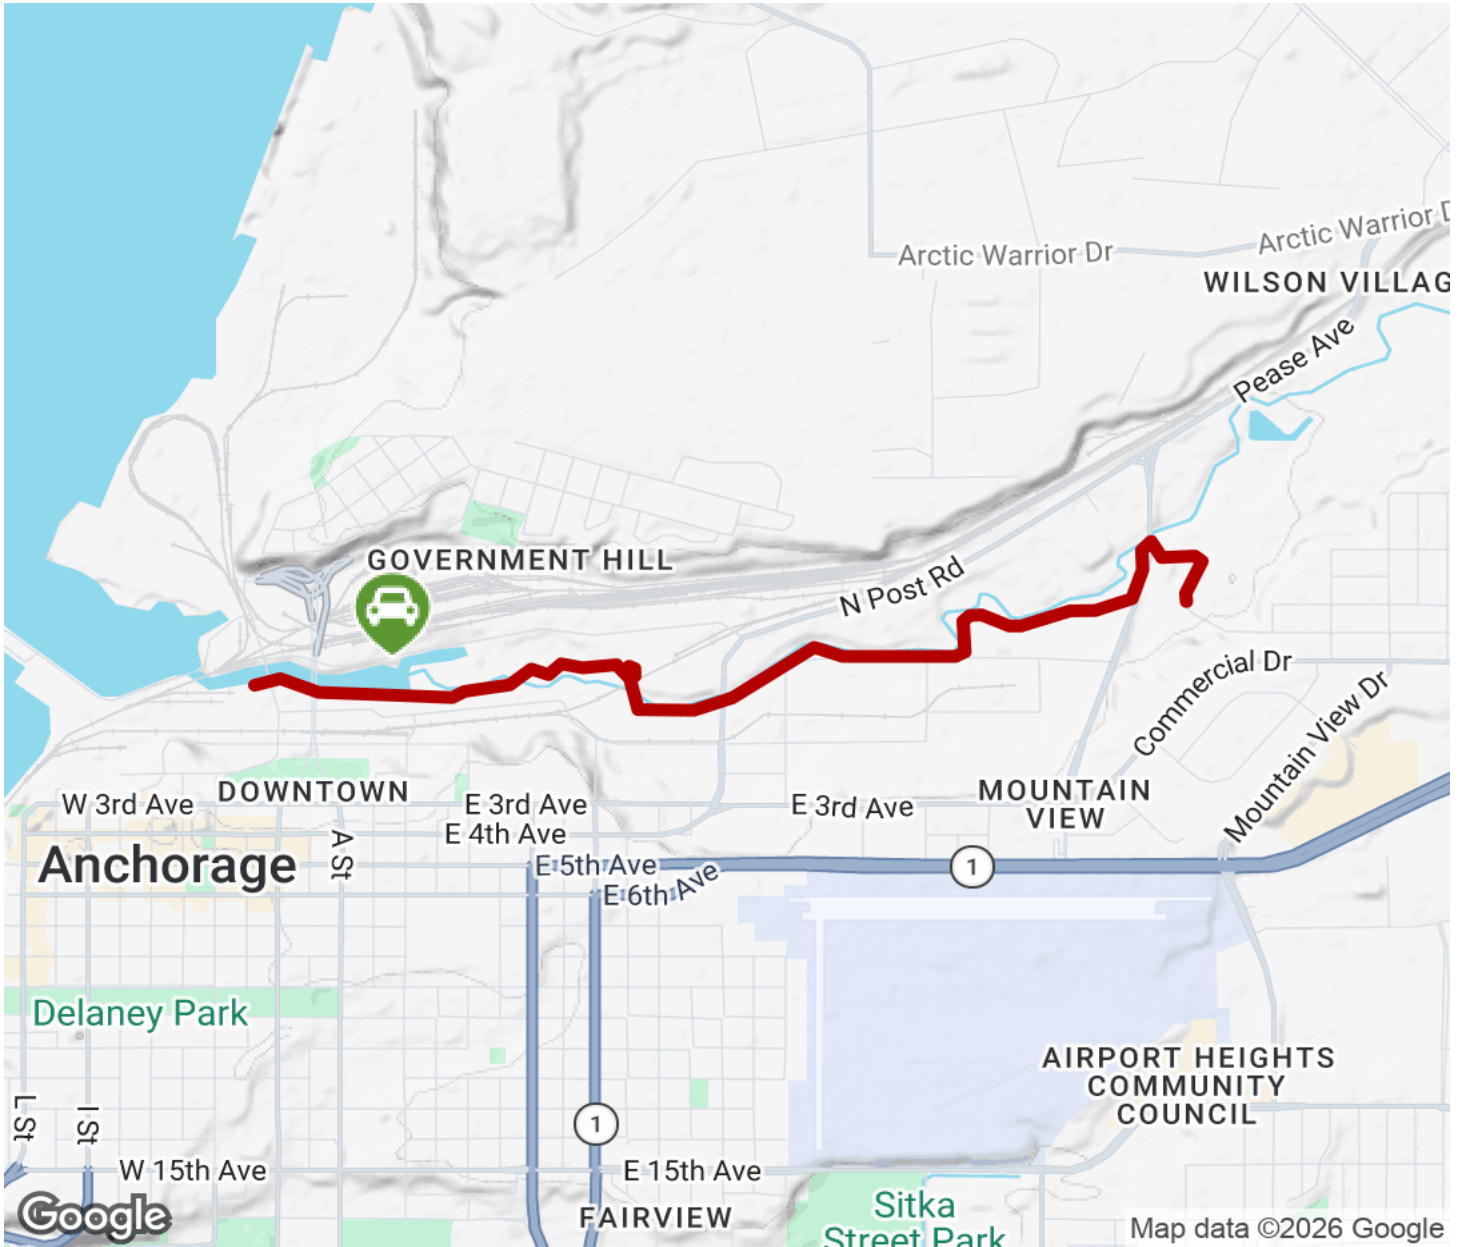 Arctic Warrior Dr
Arctic Warrior D
WILSON VILLAG
Pease Ave
GOVERNMENT HILL
N Post Rd
Commercial Dr
Mountain View Dr
DOWNTOWN
W 3rd Ave
E 3rd Ave
E 3rd Ave
MOUNTAIN
VIEW
E 4th Ave
A St
Anchorage
E 5th Ave
1
E 6th Ave
Delaney Park
AIRPORT HEIGHTS
COMMUNITY
COUNCIL
L St
I St
1
W 15th Ave
E 15th Ave
Sitka
Street Park
FAIRVIEW
Google
Map data ©2026 Google